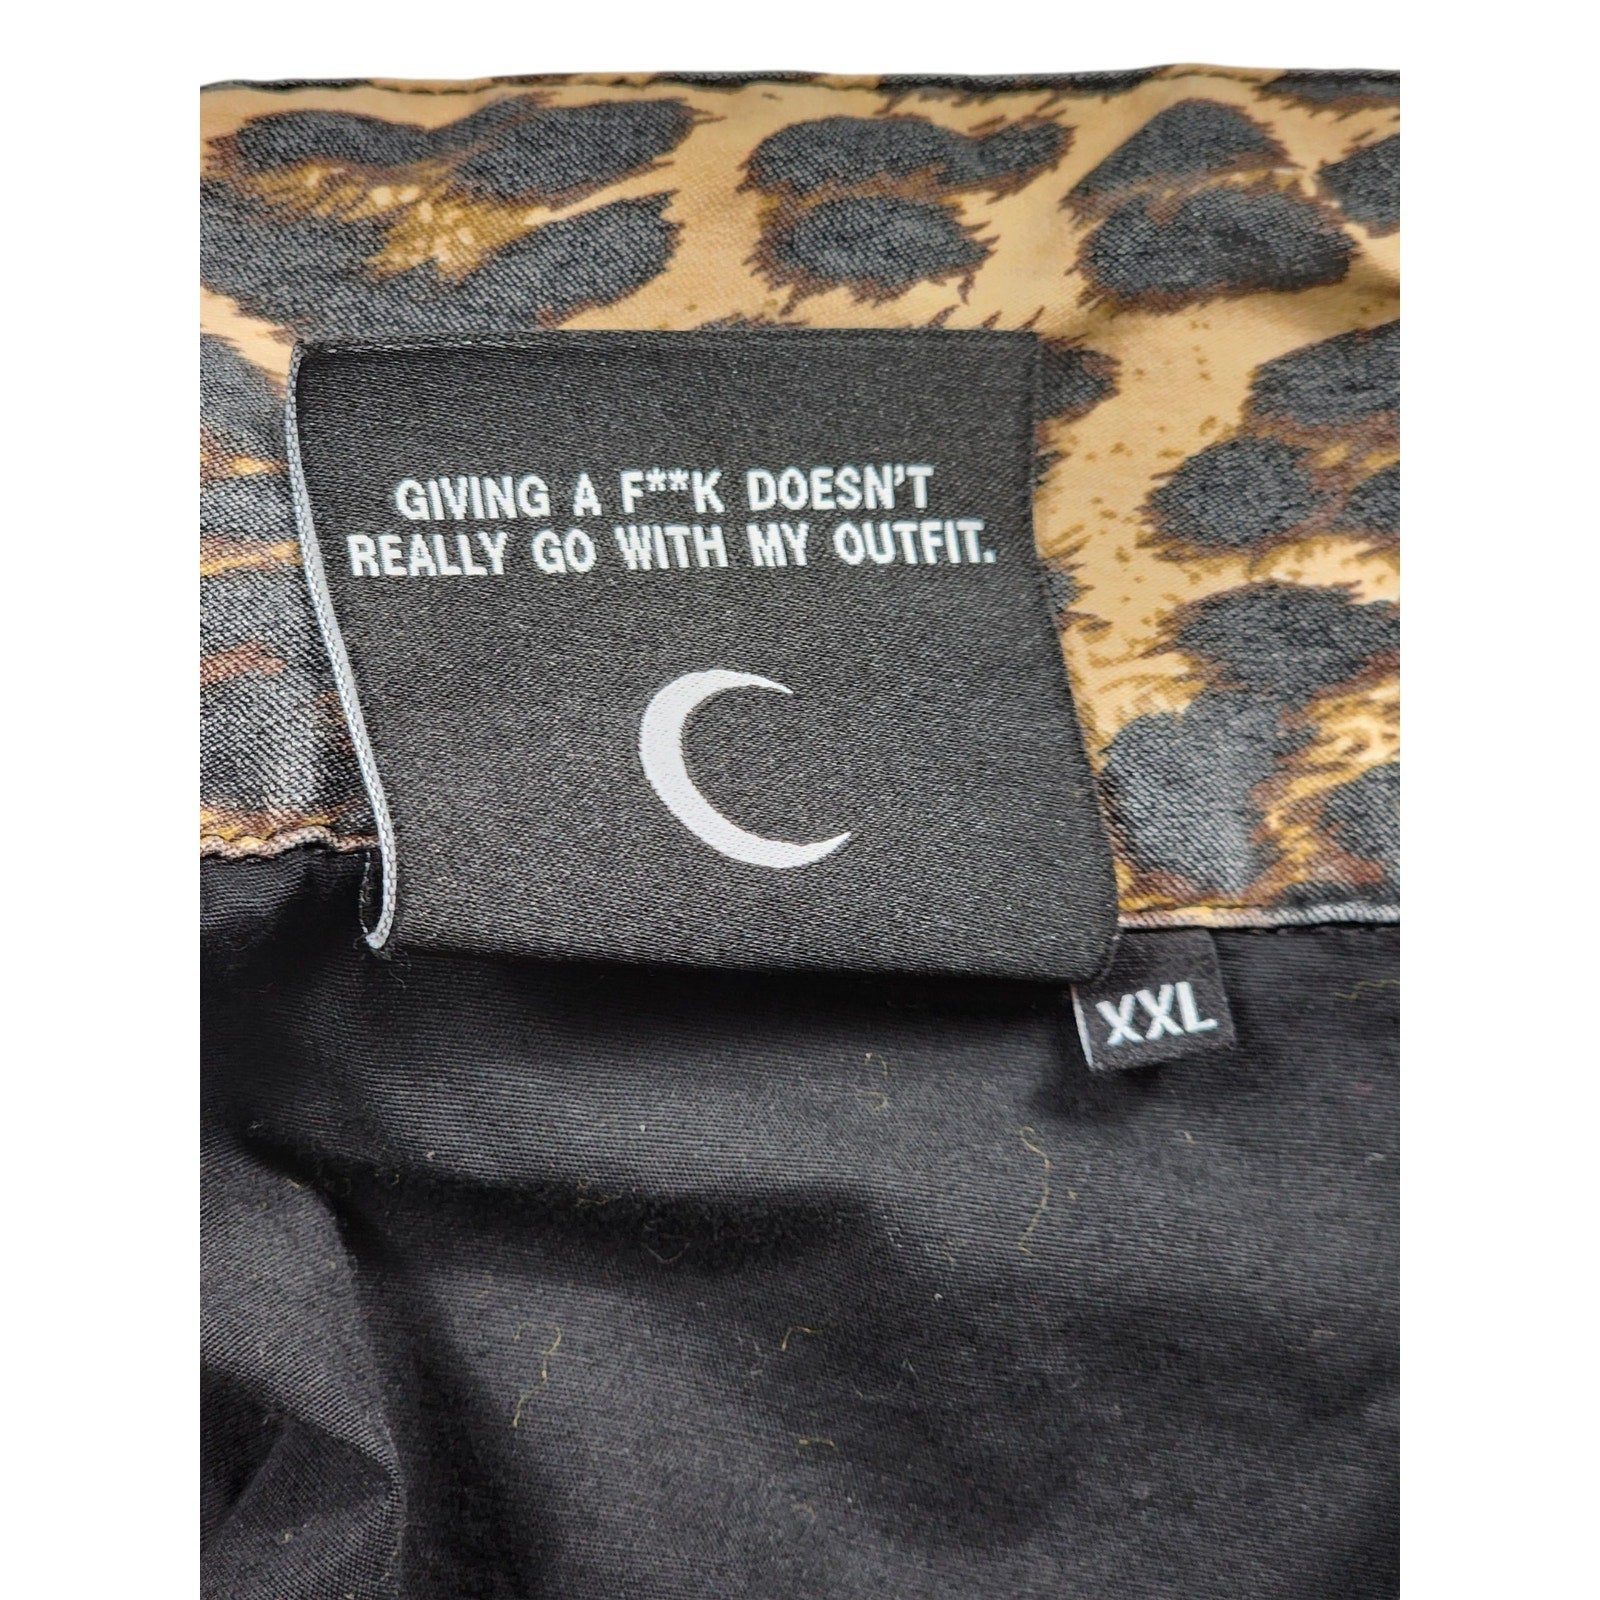 GIVING A F**K DOESN'T
REALLY GO WITH MY OUTFIT.
XXL